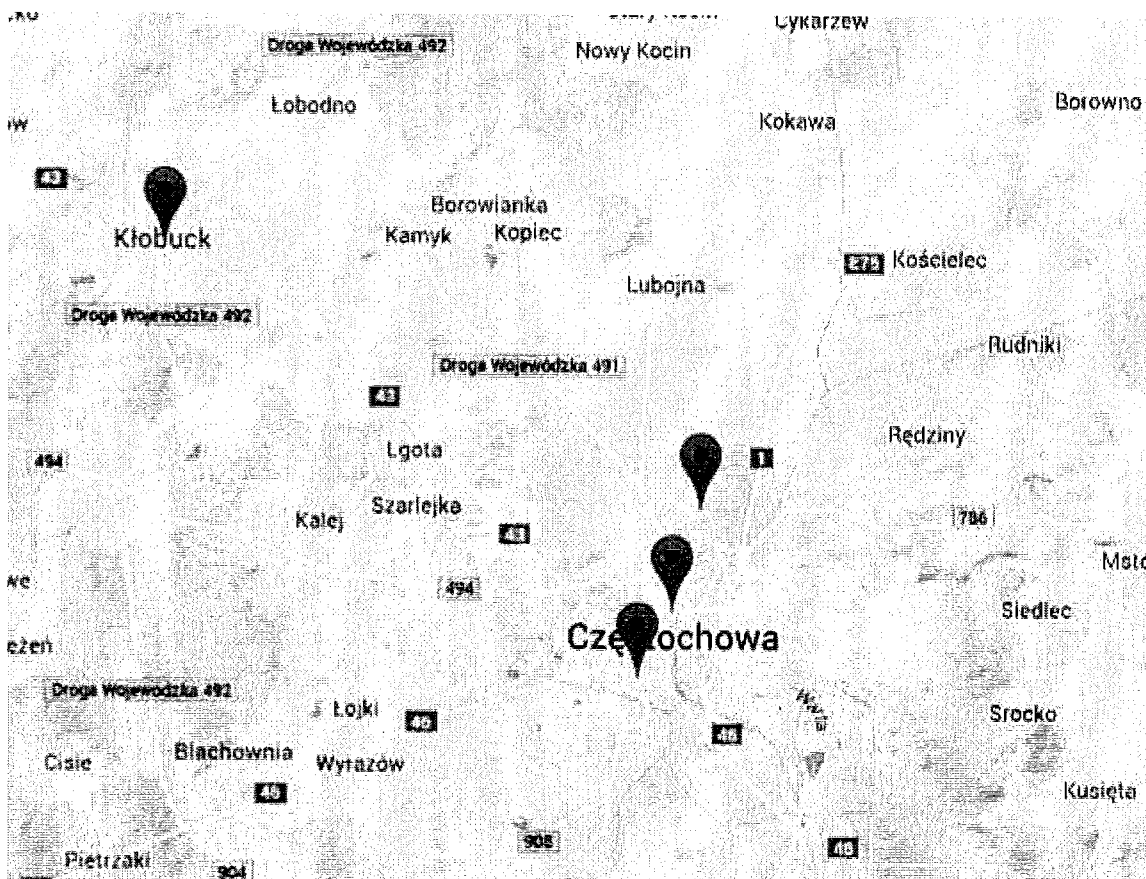 Cykarzew
Droga Wojewódzka 492
Nowy Kocin
Łobodno
Borowno
Kokawa
43
Borowianka
Kłobuck
Kamyk
Kopiec
E75
Kościelec
Lubojna
Droga Wojewódzka 492
Rudniki
Droga Wojewódzka 491
43
Rędziny
Lgota
1
494
Szarlejka
Kalej
786
43
494
Siedlec
Częstochowa
Droga Wojewódzka 492
Łojki
46
Srocko
46
Blachownia
Cisie
Wyrazów
46
Kusięta
908
46
Pietrzaki
904